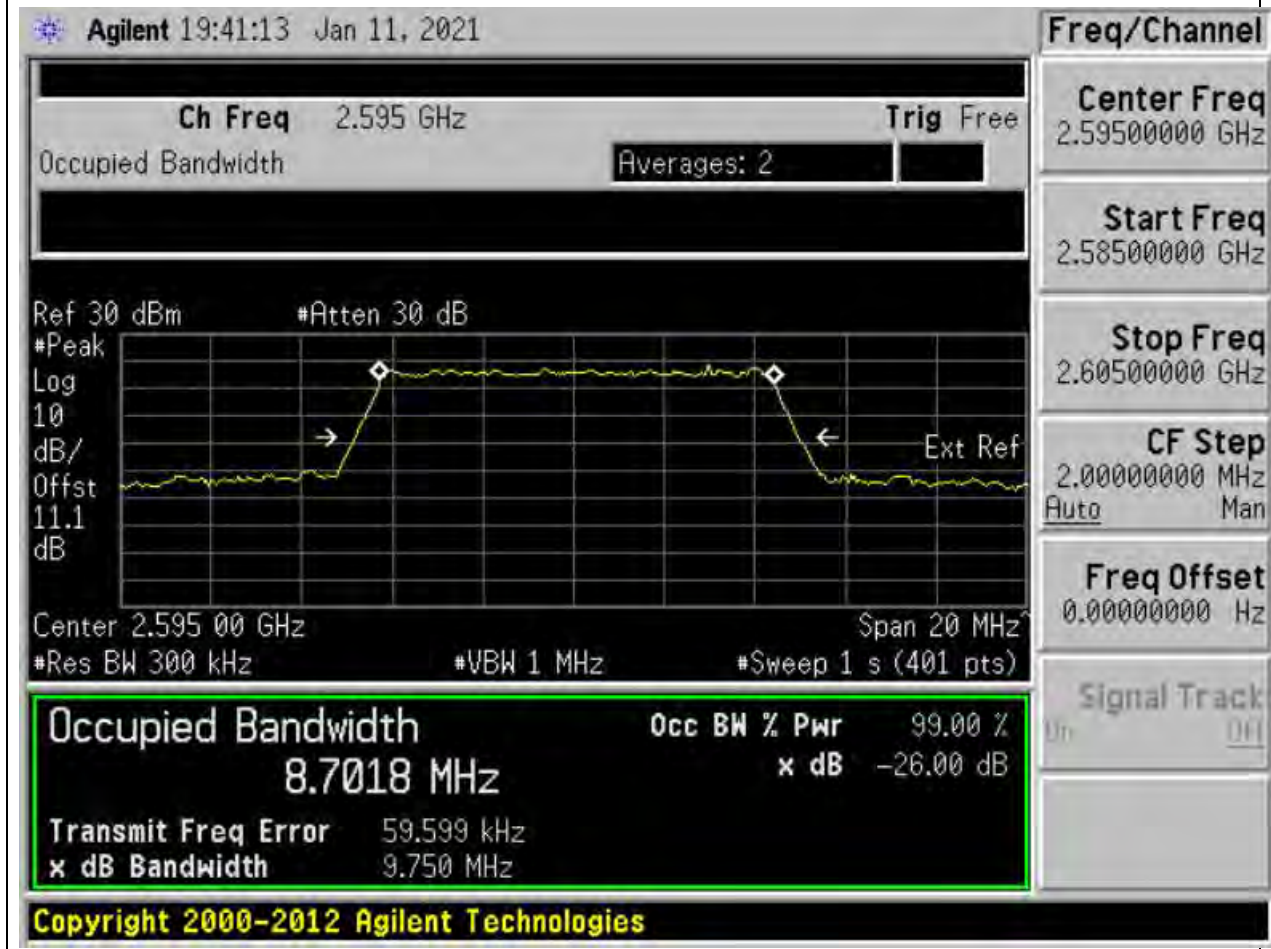 Agilent 19:41:13 Jan 11, 2021
Freq/Channel
Ch Freq 2.595 GHz Trig Free
Occupied Bandwidth Averages: 2
Center Freq
2.59500000 GHz
Start Freq
2.58500000 GHz
Stop Freq
2.60500000 GHz
CF Step
2.00000000 MHz
Auto Man
Freq Offset
0.00000000 Hz
Signal Track
On Off
Ref 30 dBm #Atten 30 dB
#Peak
Log
10
dB/
Offst
11.1
dB
Ext Ref
Center 2.595 00 GHz Span 20 MHz^
#Res BW 300 kHz #VBW 1 MHz #Sweep 1 s (401 pts)
Occupied Bandwidth
8.7018 MHz
Occ BW % Pwr 99.00 %
x dB -26.00 dB
Transmit Freq Error 59.599 kHz
x dB Bandwidth 9.750 MHz
Copyright 2000-2012 Agilent Technologies